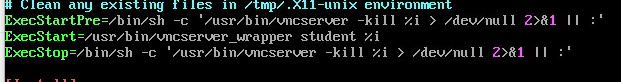 # Clean any existing files in /tmp/.X11-unix environment
ExecStartPre=/bin/sh -c '/usr/bin/vncserver -kill %i > /dev/null 2>&1 || :'
ExecStart=/usr/bin/vncserver_wrapper student %i
ExecStop=/bin/sh -c '/usr/bin/vncserver -kill %i > /dev/null 2>&1 || :'